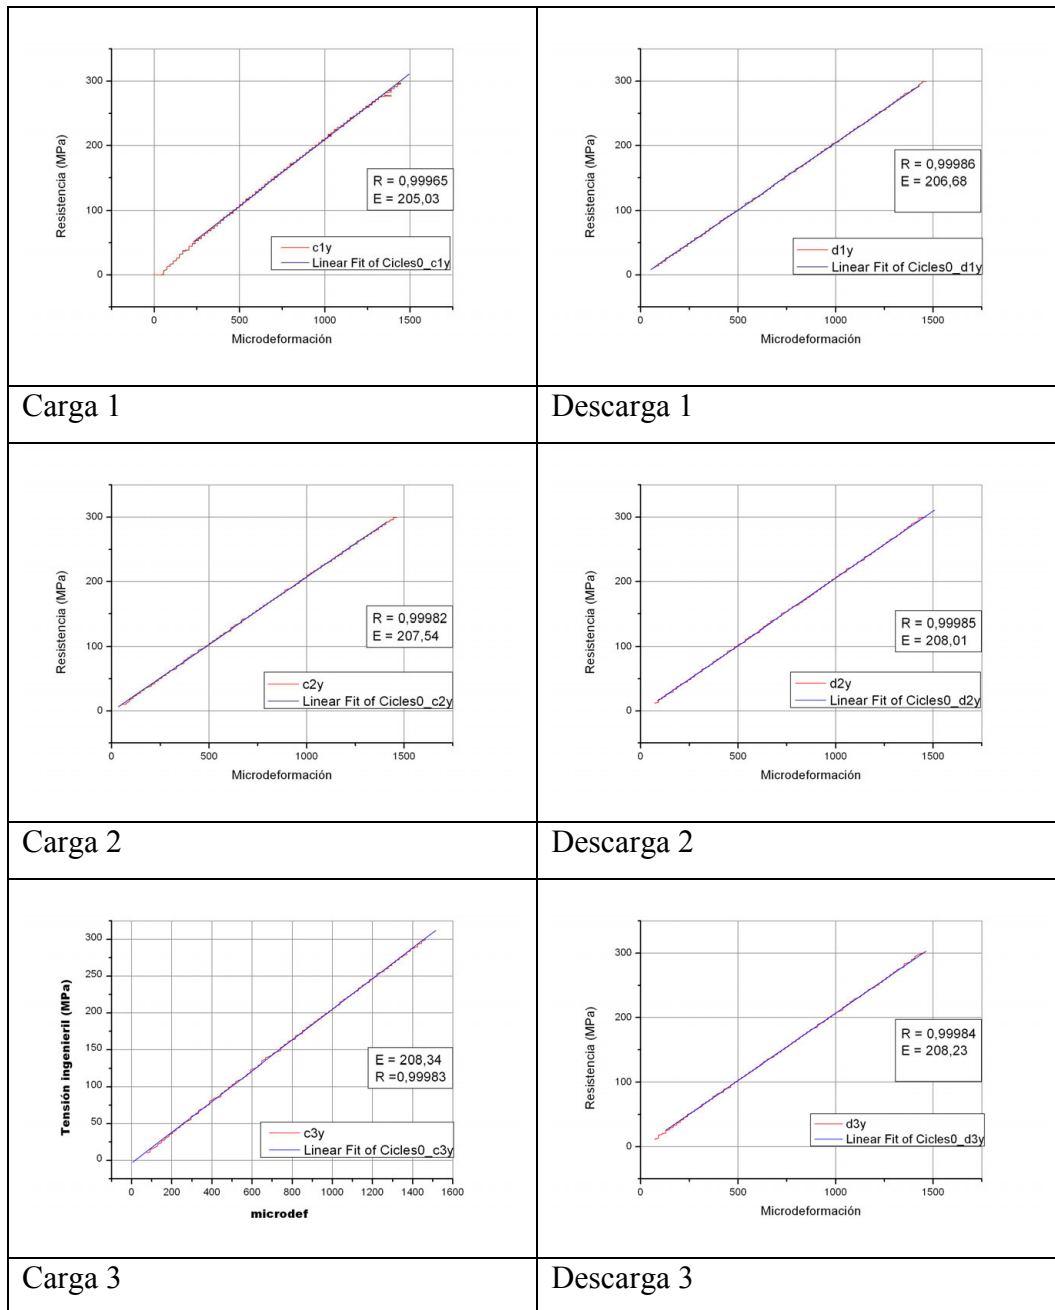 Resistencia (MPa)
300
200
100
0
R = 0,99965
E = 205,03
c1y
Linear Fit of Cicles0_c1y
0 500 1000 1500
Microdeformación
Carga 1
Resistencia (MPa)
300
200
100
0
R = 0,99986
E = 206,68
d1y
Linear Fit of Cicles0_d1y
0 500 1000 1500
Microdeformación
Descarga 1
Resistencia (MPa)
300
200
100
0
R = 0,99982
E = 207,54
c2y
Linear Fit of Cicles0_c2y
0 500 1000 1500
Microdeformación
Carga 2
Resistencia (MPa)
300
200
100
0
R = 0,99985
E = 208,01
d2y
Linear Fit of Cicles0_d2y
0 500 1000 1500
Microdeformación
Descarga 2
Tensión ingenieril (MPa)
300
250
200
150
100
50
0
E = 208,34
R =0,99983
c3y
Linear Fit of Cicles0_c3y
0 200 400 600 800 1000 1200 1400 1600
microdef
Carga 3
Resistencia (MPa)
300
200
100
0
R = 0,99984
E = 208,23
d3y
Linear Fit of Cicles0_d3y
0 500 1000 1500
Microdeformación
Descarga 3